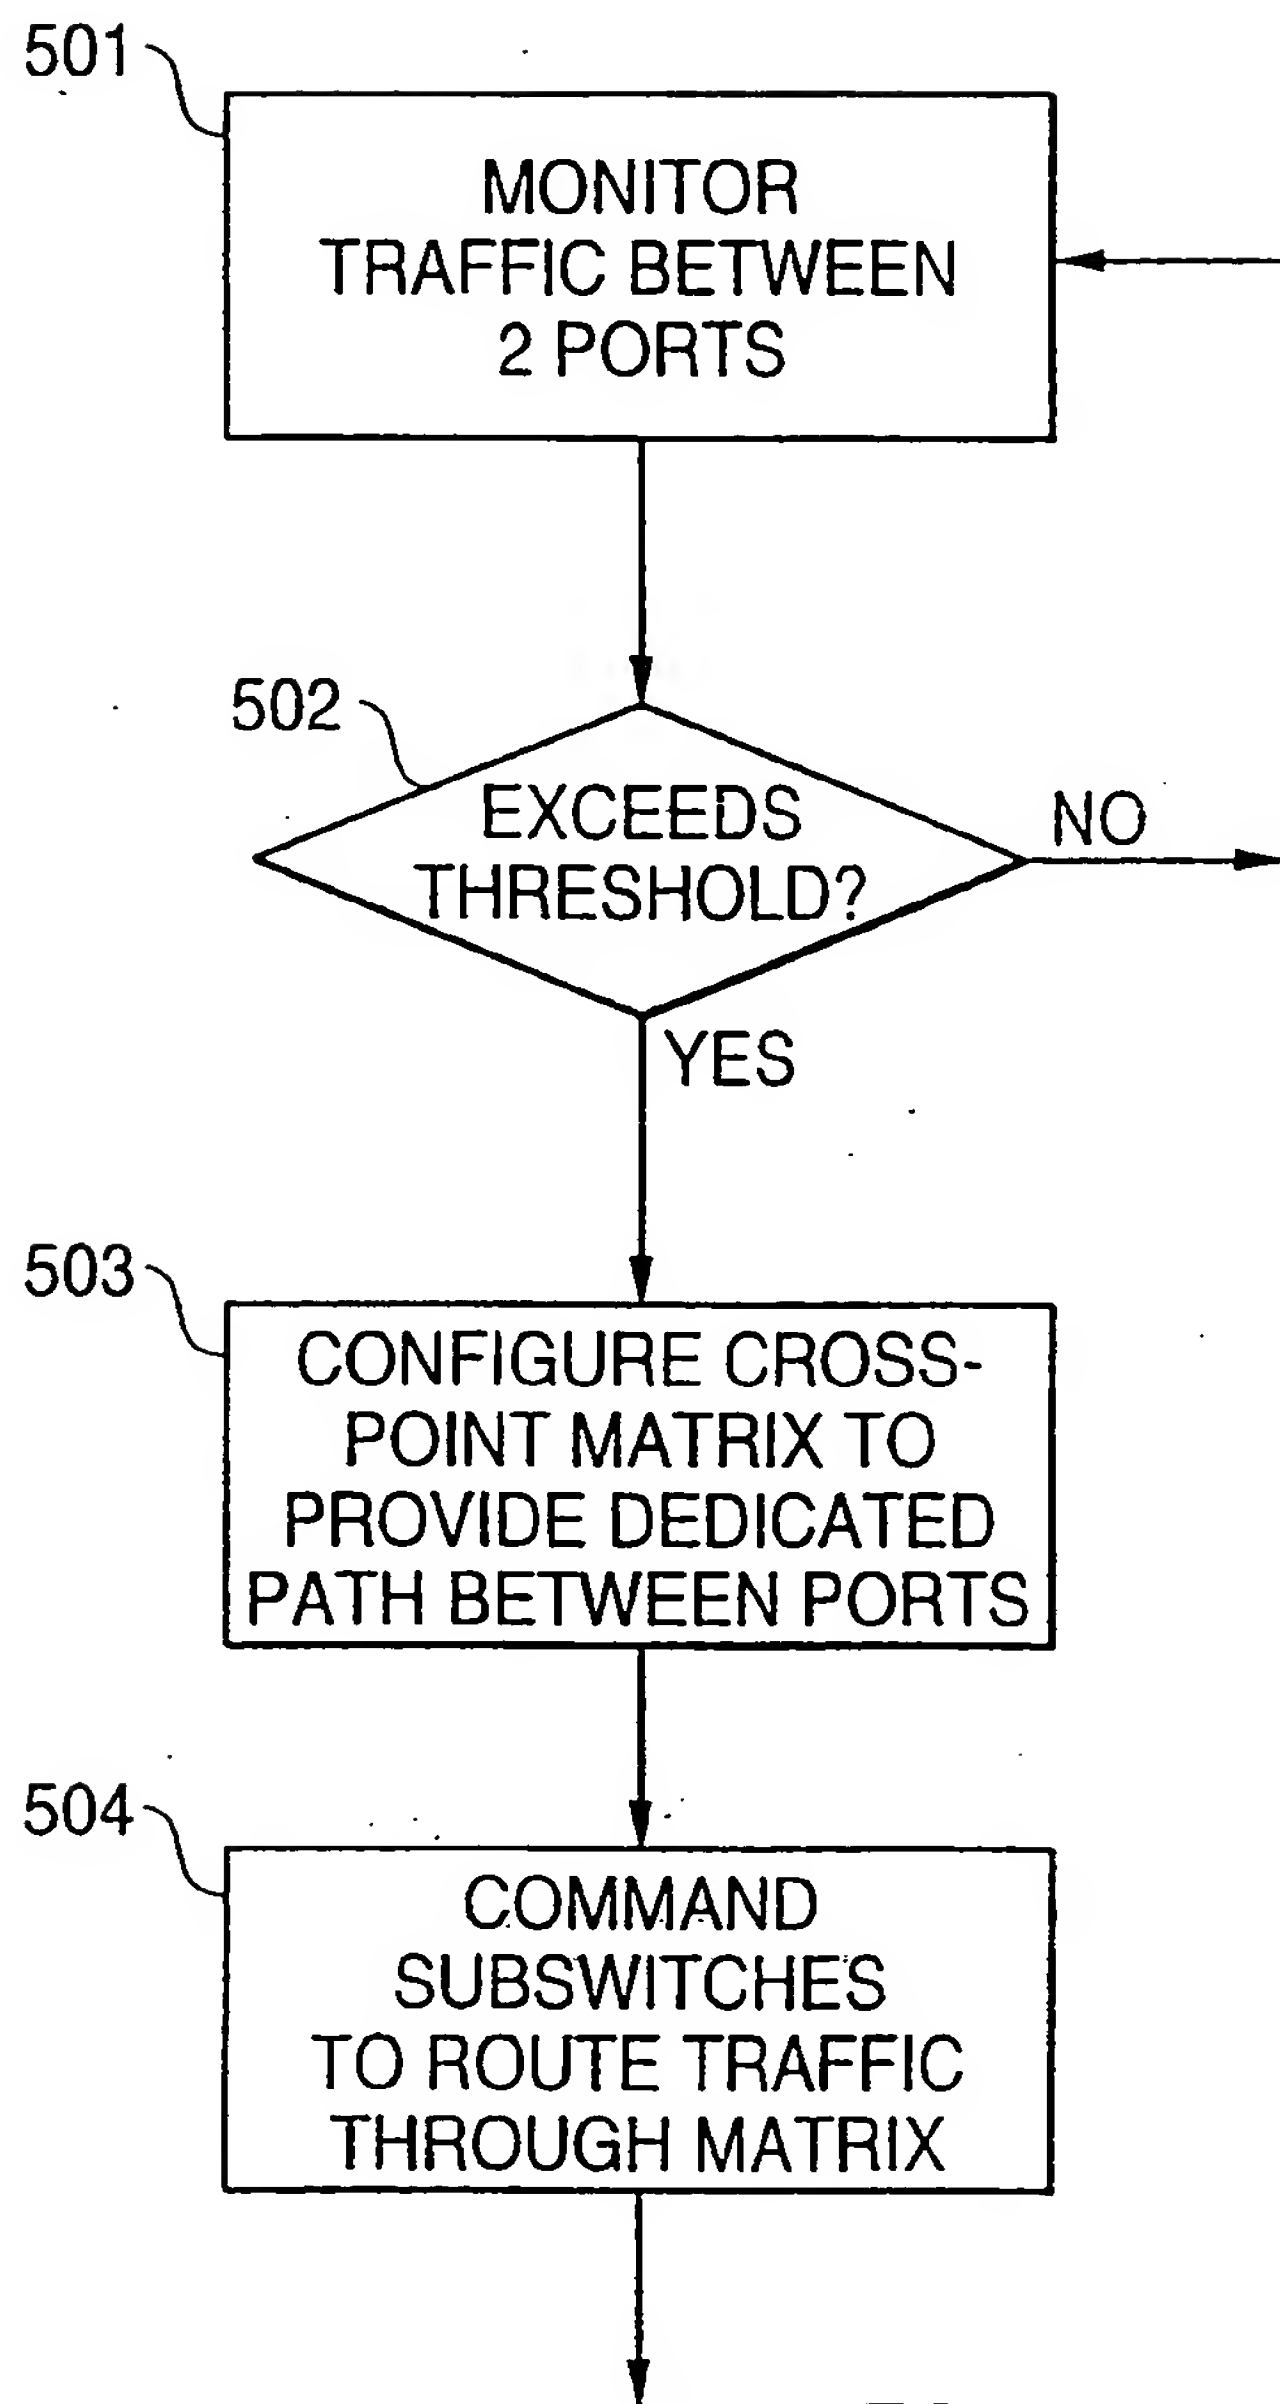 501
MONITOR
TRAFFIC BETWEEN
2 PORTS
502
EXCEEDS
THRESHOLD?
NO
YES
503
CONFIGURE CROSS-
POINT MATRIX TO
PROVIDE DEDICATED
PATH BETWEEN PORTS
504
COMMAND
SUBSWITCHES
TO ROUTE TRAFFIC
THROUGH MATRIX